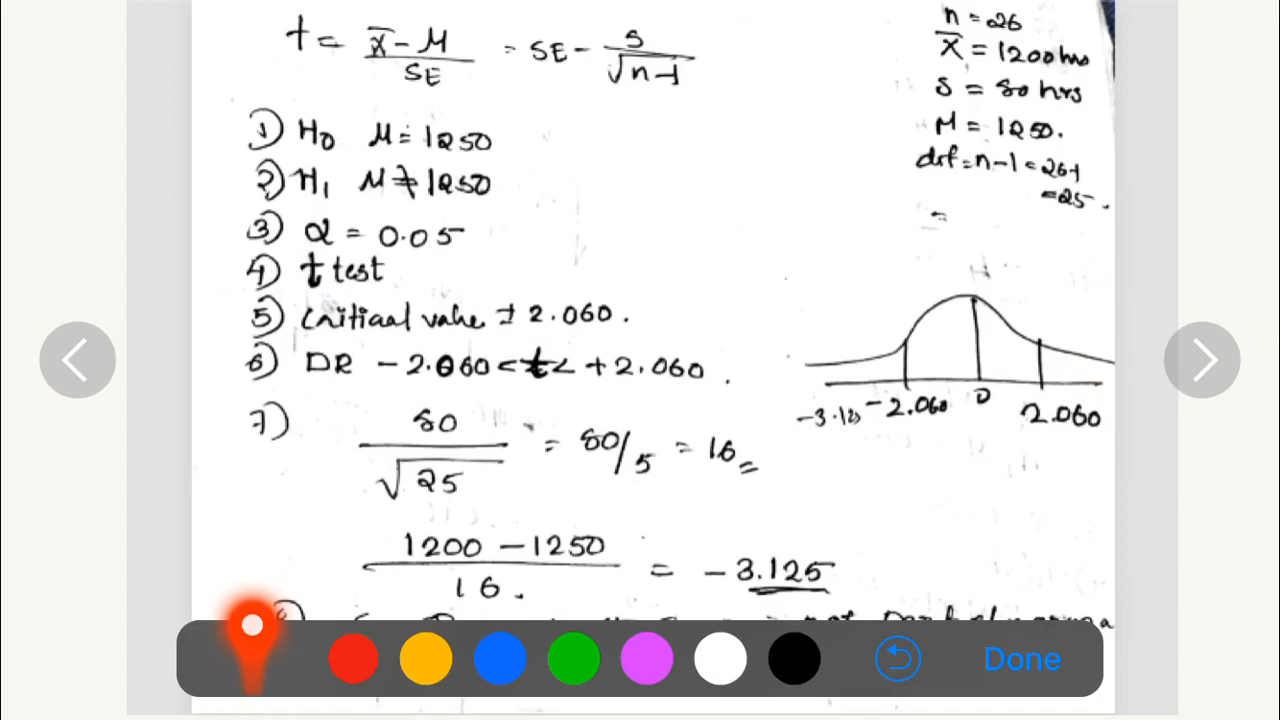 t = x̄ - μ / SE = SE - S / √n-1
n = 26
x̄ = 1200 hrs
S = 80 hrs
M = 1250.
dof = n-1 = 26-1
= 25.
=
1) H0 μ = 1250
2) H1 μ ≠ 1250
3) α = 0.05
4) t test
5) Critical value ± 2.060.
6) DR - 2.060 < t < + 2.060.
-3.125 -2.060 0 2.060
7) 80 / √25 = 80/5 = 16
1200 - 1250 / 16. = - 3.125
Done